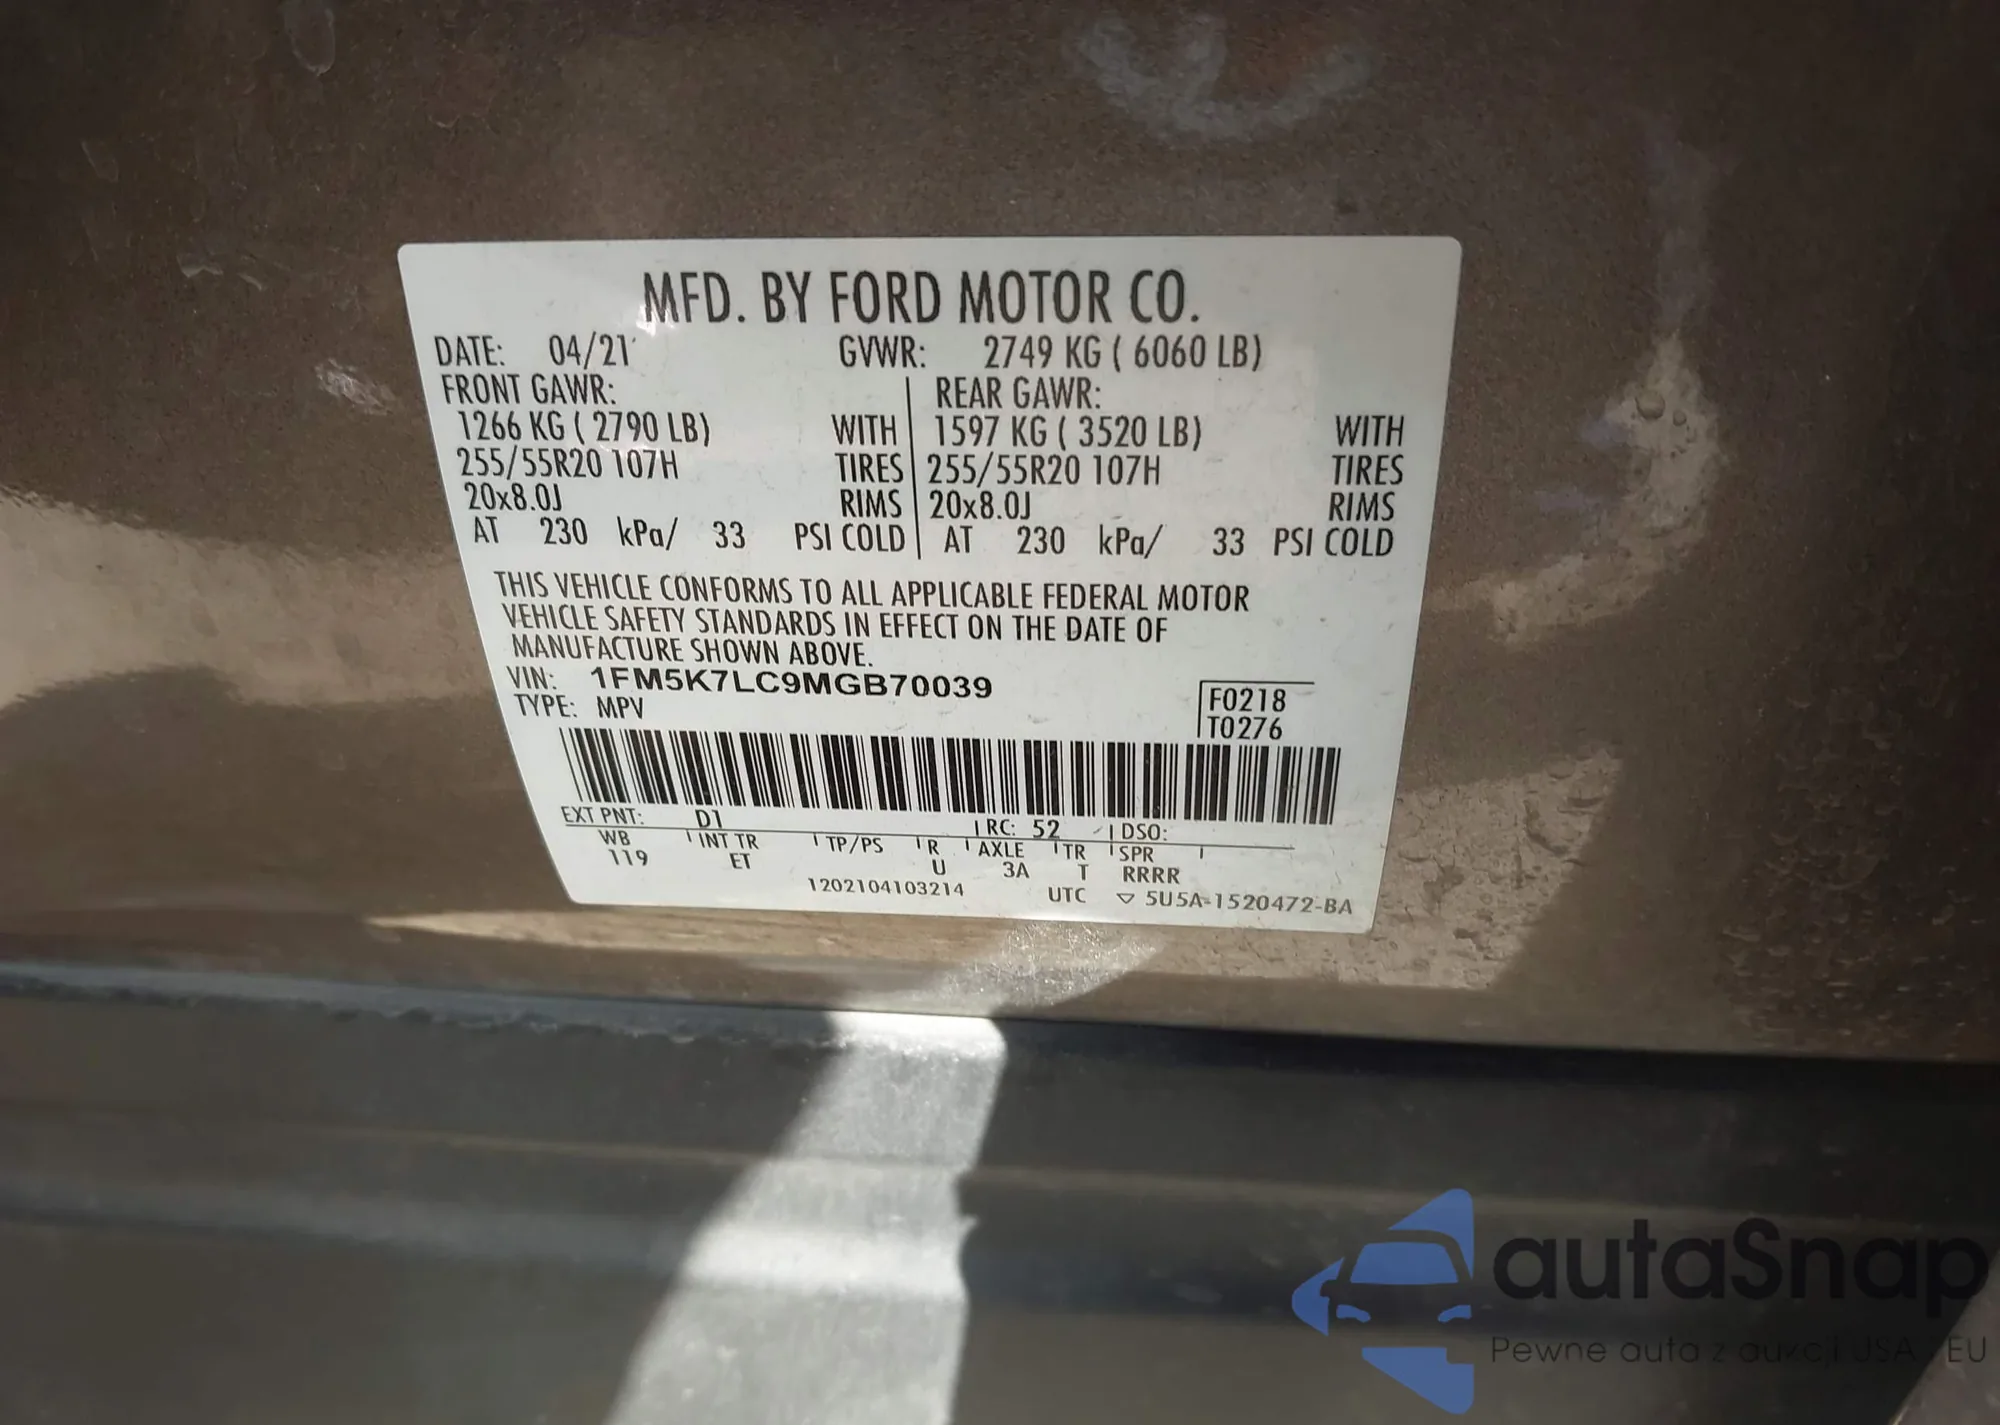 MFD. BY FORD MOTOR CO.
DATE: 04/21 GVWR: 2749 KG ( 6060 LB)
FRONT GAWR: REAR GAWR:
1266 KG ( 2790 LB) WITH 1597 KG ( 3520 LB) WITH
255/55R20 107H TIRES 255/55R20 107H TIRES
20x8.0J RIMS 20x8.0J RIMS
AT 230 kPa/ 33 PSI COLD AT 230 kPa/ 33 PSI COLD
THIS VEHICLE CONFORMS TO ALL APPLICABLE FEDERAL MOTOR
VEHICLE SAFETY STANDARDS IN EFFECT ON THE DATE OF
MANUFACTURE SHOWN ABOVE.
VIN: 1FM5K7LC9MGB70039
TYPE: MPV
F0218
T0276
EXT PNT: D1 RC: 52 DSO:
WB INT TR TP/PS R AXLE TR SPR
119 ET U 3A T RRRR
1202104103214 UTC ▽ 5U5A-1520472-BA
autaSnap
Pewne auta z aukcji USA i EU